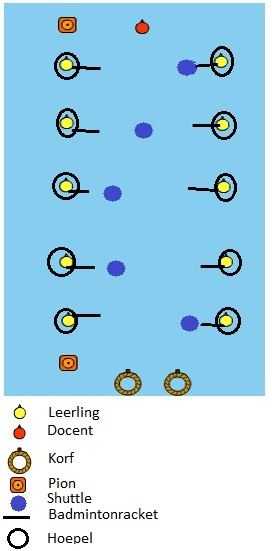 Leerling
Docent
Korf
Pion
Shuttle
Badmintonracket
Hoepel